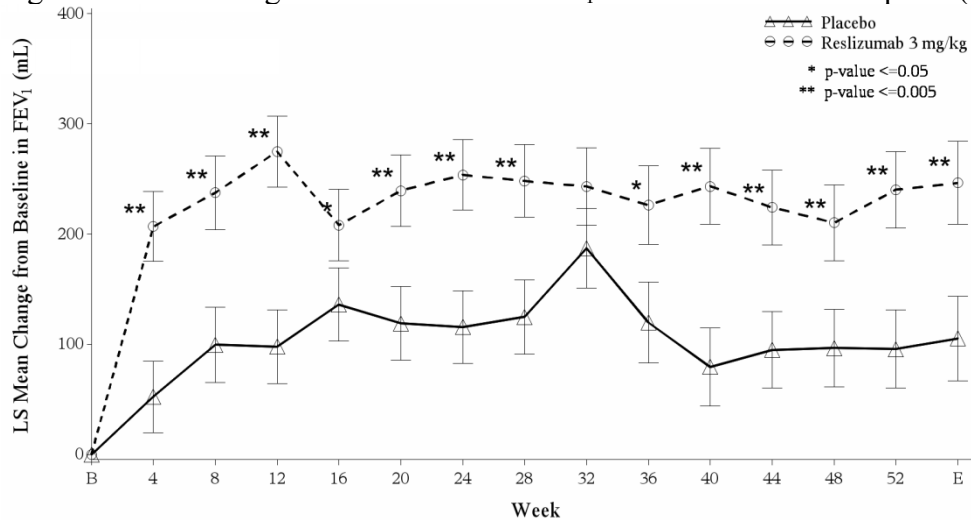 400
300
200
100
0
LS Mean Change from Baseline in FEV1 (mL)
Placebo
Reslizumab 3 mg/kg
* p-value <=0.05
** p-value <=0.005
**
**
**
*
**
**
**
*
**
**
**
**
**
B 4 8 12 16 20 24 28 32 36 40 44 48 52 E
Week